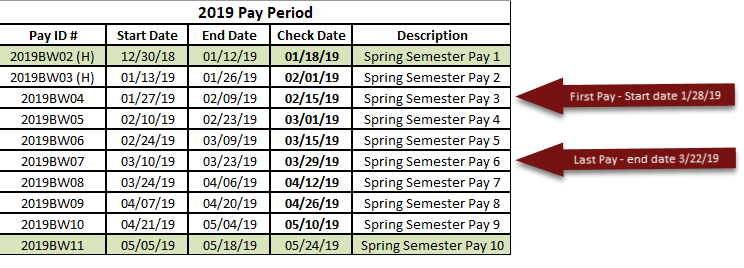 2019 Pay Period
Pay ID # Start Date End Date Check Date Description
2019BW02 (H) 12/30/18 01/12/19 01/18/19 Spring Semester Pay 1
2019BW03 (H) 01/13/19 01/26/19 02/01/19 Spring Semester Pay 2
2019BW04 01/27/19 02/09/19 02/15/19 Spring Semester Pay 3 First Pay - Start date 1/28/19
2019BW05 02/10/19 02/23/19 03/01/19 Spring Semester Pay 4
2019BW06 02/24/19 03/09/19 03/15/19 Spring Semester Pay 5
2019BW07 03/10/19 03/23/19 03/29/19 Spring Semester Pay 6 Last Pay - end date 3/22/19
2019BW08 03/24/19 04/06/19 04/12/19 Spring Semester Pay 7
2019BW09 04/07/19 04/20/19 04/26/19 Spring Semester Pay 8
2019BW10 04/21/19 05/04/19 05/10/19 Spring Semester Pay 9
2019BW11 05/05/19 05/18/19 05/24/19 Spring Semester Pay 10